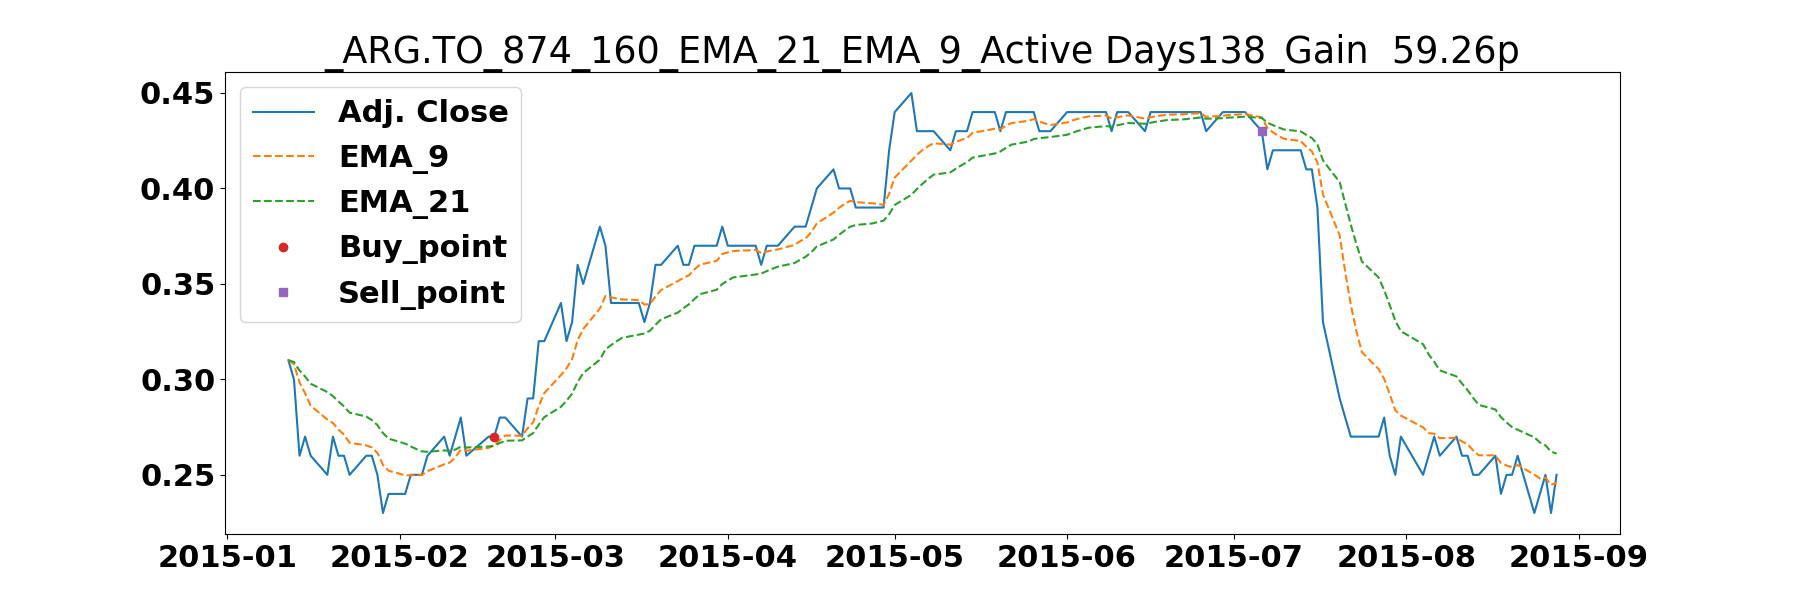 _ARG.TO_874_160_EMA_21_EMA_9_Active Days138_Gain  59.26p
0.45
0.40
0.35
0.30
0.25
Adj. Close
EMA_9
EMA_21
Buy_point
Sell_point
2015-01 2015-02 2015-03 2015-04 2015-05 2015-06 2015-07 2015-08 2015-09